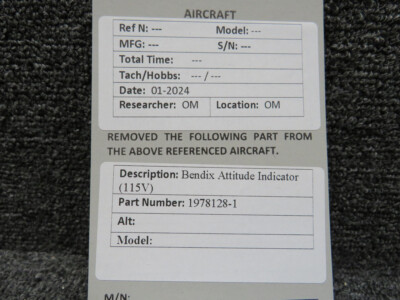 AIRCRAFT
Ref N: --- Model: ---
MFG: --- S/N: ---
Total Time: ---
Tach/Hobbs: --- / ---
Date: 01-2024
Researcher: OM Location: OM
REMOVED THE FOLLOWING PART FROM
THE ABOVE REFERENCED AIRCRAFT.
Description: Bendix Attitude Indicator
(115V)
Part Number: 1978128-1
Alt:
Model:
M/N: